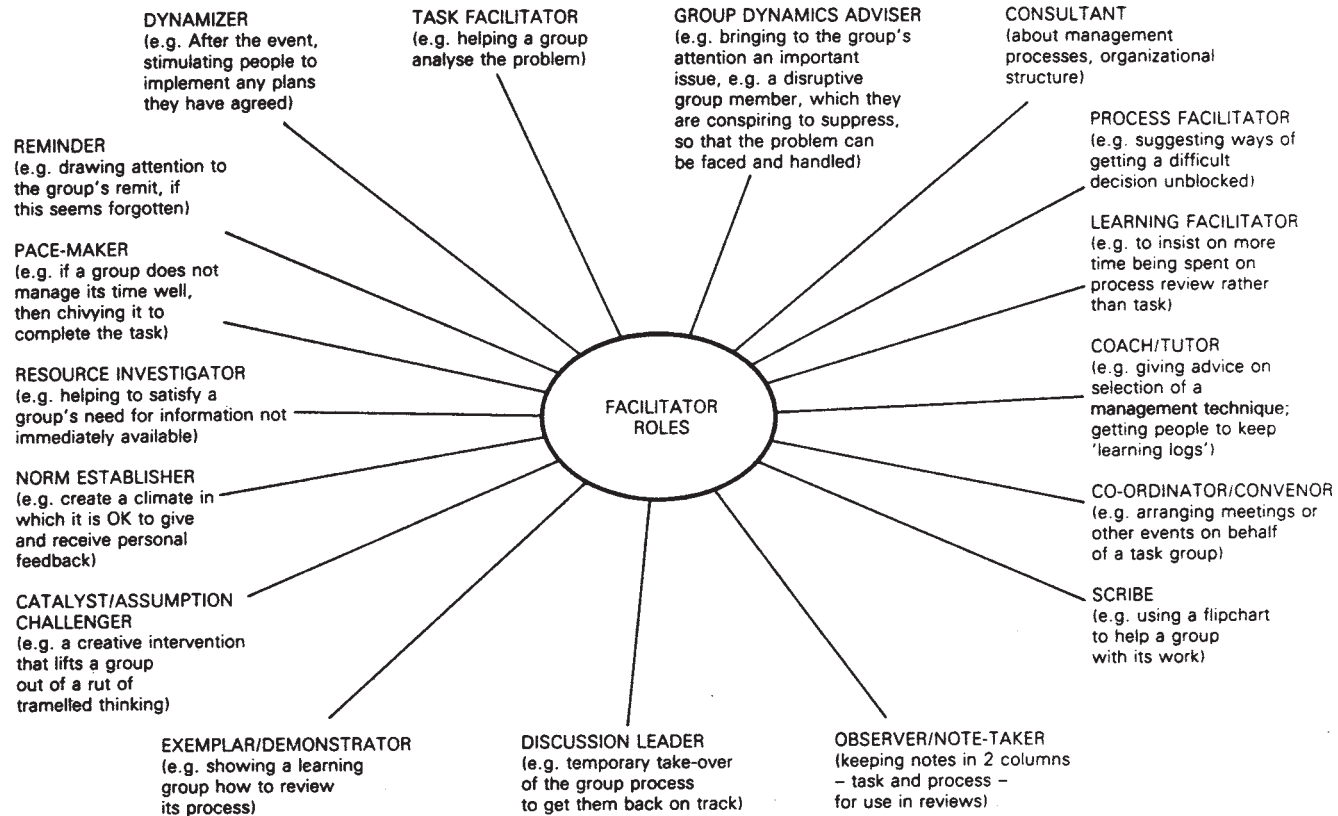 DYNAMIZER
(e.g. After the event,
stimulating people to
implement any plans
they have agreed)
TASK FACILITATOR
(e.g. helping a group
analyse the problem)
GROUP DYNAMICS ADVISER
(e.g. bringing to the group's
attention an important
issue, e.g. a disruptive
group member, which they
are conspiring to suppress,
so that the problem can
be faced and handled)
CONSULTANT
(about management
processes, organizational
structure)
PROCESS FACILITATOR
(e.g. suggesting ways of
getting a difficult
decision unblocked)
LEARNING FACILITATOR
(e.g. to insist on more
time being spent on
process review rather
than task)
COACH/TUTOR
(e.g. giving advice on
selection of a
management technique;
getting people to keep
'learning logs')
CO-ORDINATOR/CONVENOR
(e.g. arranging meetings or
other events on behalf
of a task group)
SCRIBE
(e.g. using a flipchart
to help a group
with its work)
OBSERVER/NOTE-TAKER
(keeping notes in 2 columns
– task and process –
for use in reviews)
DISCUSSION LEADER
(e.g. temporary take-over
of the group process
to get them back on track)
EXEMPLAR/DEMONSTRATOR
(e.g. showing a learning
group how to review
its process)
CATALYST/ASSUMPTION
CHALLENGER
(e.g. a creative intervention
that lifts a group
out of a rut of
tramelled thinking)
NORM ESTABLISHER
(e.g. create a climate in
which it is OK to give
and receive personal
feedback)
RESOURCE INVESTIGATOR
(e.g. helping to satisfy a
group's need for information not
immediately available)
PACE-MAKER
(e.g. if a group does not
manage its time well,
then chivying it to
complete the task)
REMINDER
(e.g. drawing attention to
the group's remit, if
this seems forgotten)
FACILITATOR
ROLES